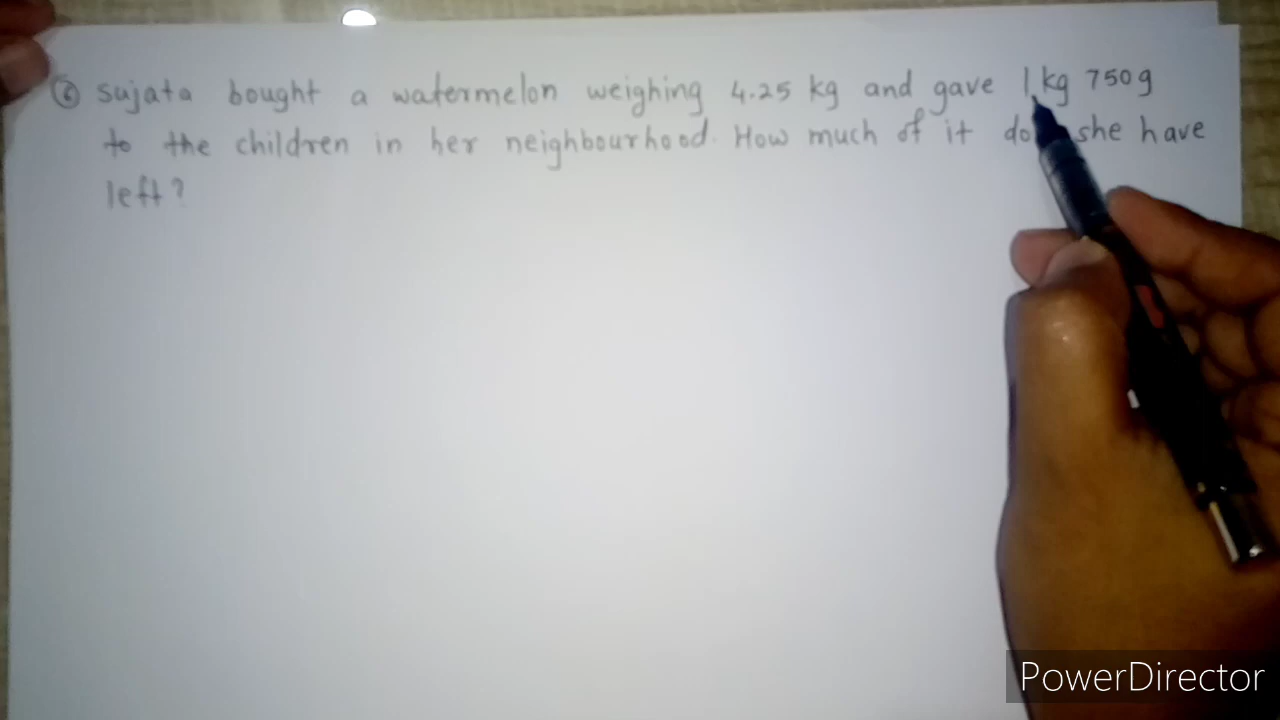 ⑥ Sujata bought a watermelon weighing 4.25 kg and gave 1 kg 750g
to the children in her neighbourhood. How much of it she have
left?
PowerDirector